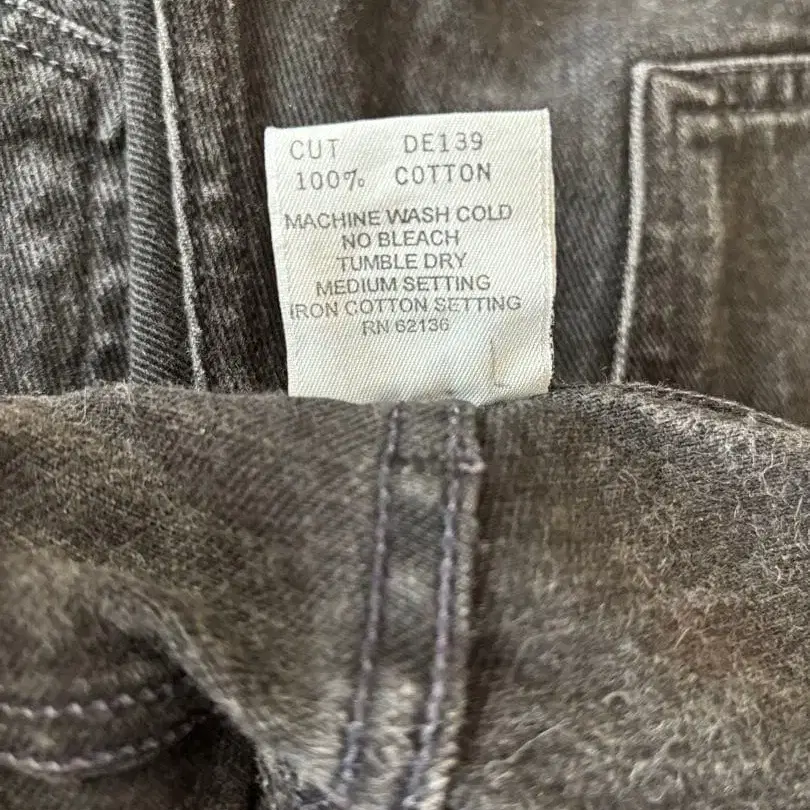 CUT DE139
100% COTTON
MACHINE WASH COLD
NO BLEACH
TUMBLE DRY
MEDIUM SETTING
IRON COTTON SETTING
RN 62136